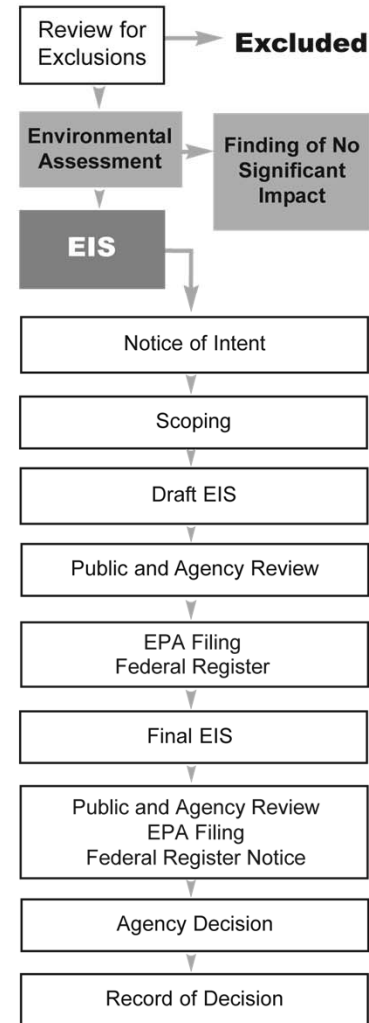 Review for
Exclusions
Excluded
Environmental
Assessment
Finding of No
Significant
Impact
EIS
Notice of Intent
Scoping
Draft EIS
Public and Agency Review
EPA Filing
Federal Register
Final EIS
Public and Agency Review
EPA Filing
Federal Register Notice
Agency Decision
Record of Decision